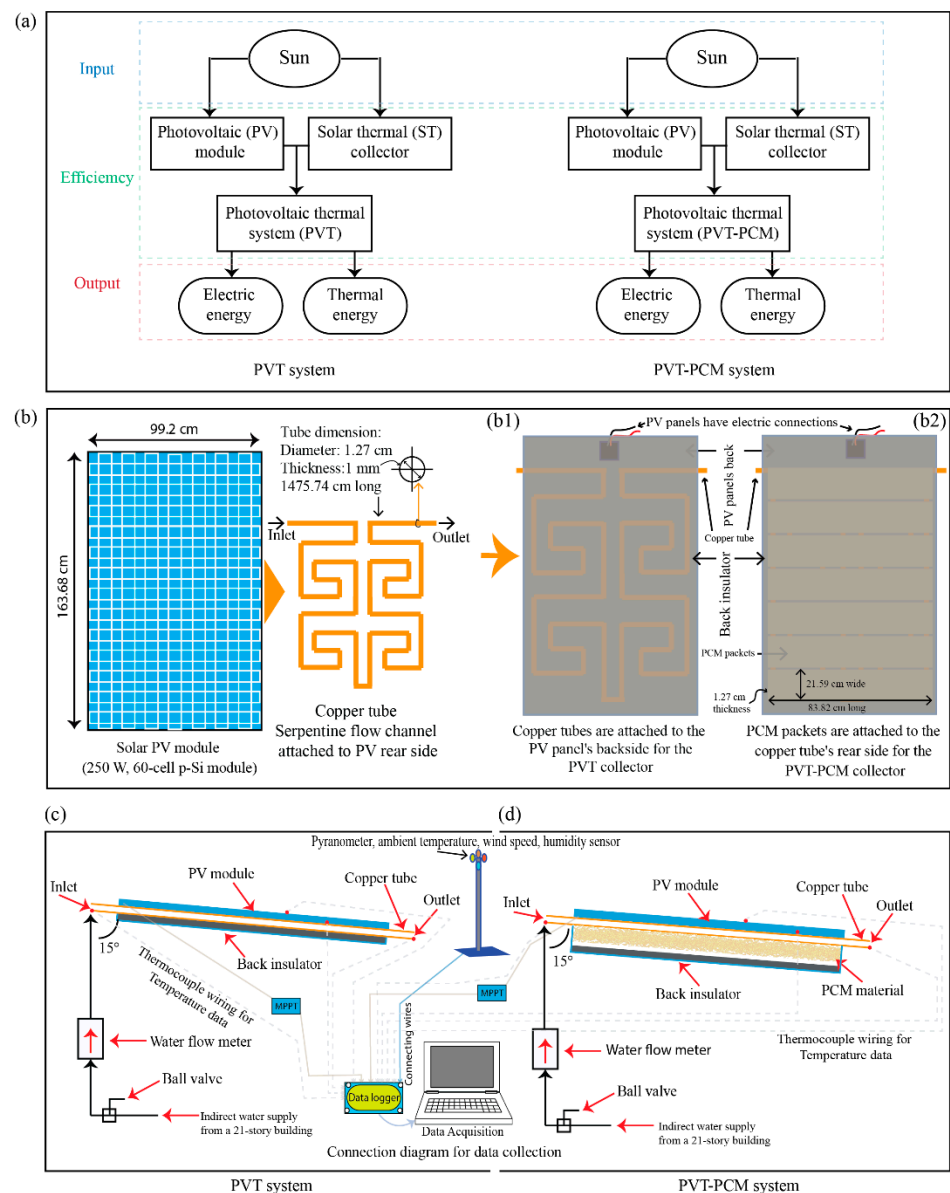 (a)
Input
Sun
Sun
Photovoltaic (PV)
module
Solar thermal (ST)
collector
Photovoltaic (PV)
module
Solar thermal (ST)
collector
Efficiemcy
Photovoltaic thermal
system (PVT)
Photovoltaic thermal
system (PVT-PCM)
Output
Electric
energy
Thermal
energy
Electric
energy
Thermal
energy
PVT system
PVT-PCM system
(b)
99.2 cm
163.68 cm
Solar PV module
(250 W, 60-cell p-Si module)
Tube dimension:
Diameter: 1.27 cm
Thickness:1 mm
1475.74 cm long
Inlet
Outlet
Copper tube
Serpentine flow channel
attached to PV rear side
(b1)
PV panels have electric connections
(b2)
PV panels back
Copper tube
Back insulator
PCM packets
21.59 cm wide
1.27 cm
thickness
83.82 cm long
Copper tubes are attached to the
PV panel's backside for the
PVT collector
PCM packets are attached to the
copper tube's rear side for the
PVT-PCM collector
(c)
(d)
Pyranometer, ambient temperature, wind speed, humidity sensor
Inlet
PV module
Copper tube
Outlet
15°
Back insulator
Thermocouple wiring for
Temperature data
MPPT
Water flow meter
Ball valve
Indirect water supply
from a 21-story building
Connecting wires
Data logger
Data Acquisition
Connection diagram for data collection
Inlet
PV module
Copper tube
Outlet
15°
Back insulator
PCM material
MPPT
Thermocouple wiring for
Temperature data
Water flow meter
Ball valve
Indirect water supply
from a 21-story building
PVT system
PVT-PCM system